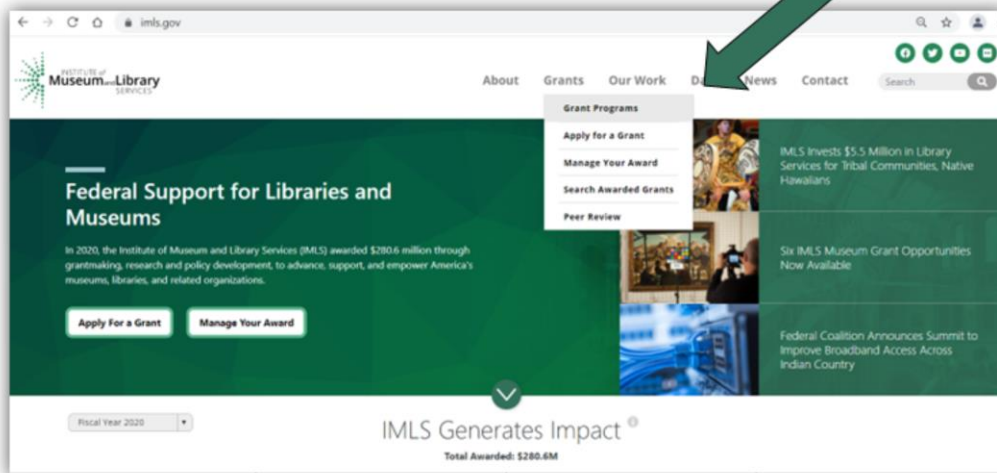 imls.gov
INSTITUTE of
Museum and Library
SERVICES
About Grants Our Work News Contact Search
Grant Programs
Apply for a Grant
Manage Your Award
Search Awarded Grants
Peer Review
Federal Support for Libraries and
Museums
In 2020, the Institute of Museum and Library Services (IMLS) awarded $280.6 million through
grantmaking, research and policy development, to advance, support, and empower America's
museums, libraries, and related organizations.
Apply For a Grant Manage Your Award
IMLS Invests $5.5 Million in Library
Services for Tribal Communities, Native
Hawaiians
Six IMLS Museum Grant Opportunities
Now Available
Federal Coalition Announces Summit to
Improve Broadband Access Across
Indian Country
Fiscal Year 2020
IMLS Generates Impact
Total Awarded: $280.6M